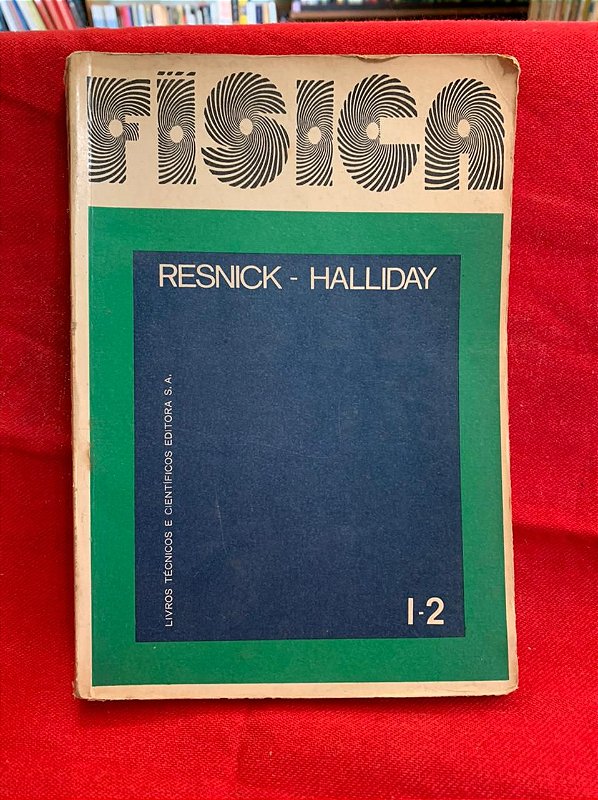 FÍSICA
RESNICK - HALLIDAY
LIVROS TÉCNICOS E CIENTÍFICOS EDITORA S.A.
I-2